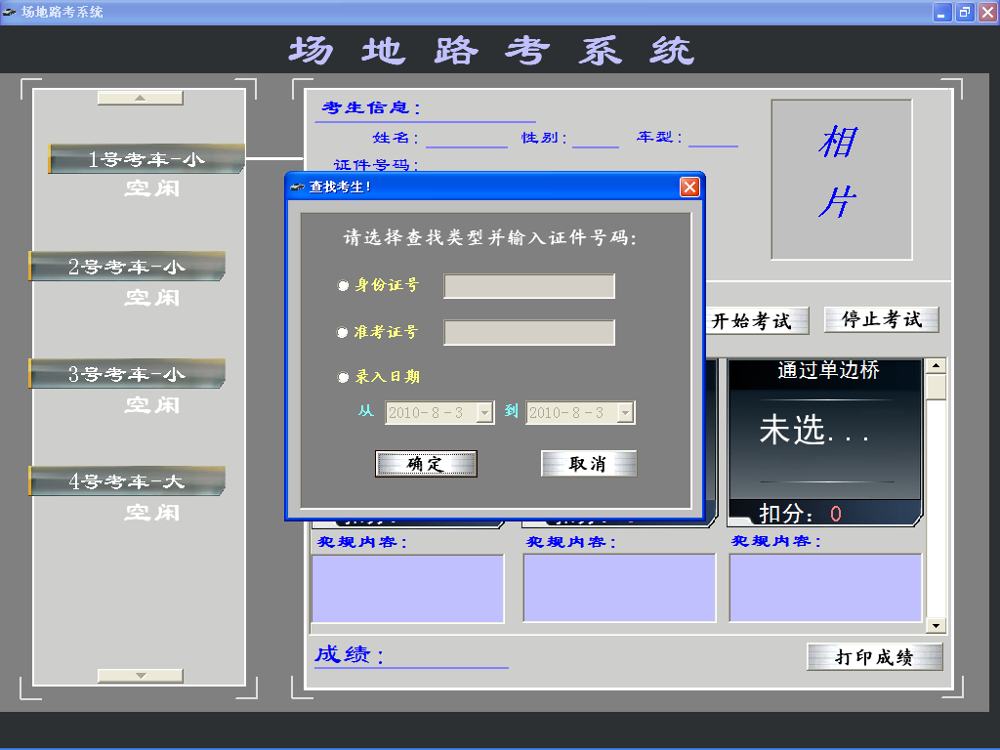 场地路考系统
场地路考系统
考生信息:
姓名: 性别: 车型:
证件号码:
相
片
1号考车-小
空闲
2号考车-小
空闲
3号考车-小
空闲
4号考车-大
空闲
查找考生!
请选择查找类型并输入证件号码:
身份证号
准考证号
录入日期
从 2010-8-3 到 2010-8-3
确定 取消
开始考试 停止考试
通过单边桥
未选...
扣分: 0
犯规内容: 犯规内容: 犯规内容:
成绩:
打印成绩